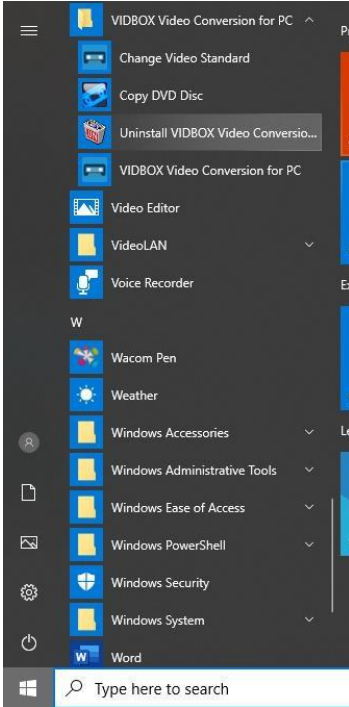 VIDBOX Video Conversion for PC
Change Video Standard
Copy DVD Disc
Uninstall VIDBOX Video Conversio...
VIDBOX Video Conversion for PC
Video Editor
VideoLAN
Voice Recorder
W
Wacom Pen
Weather
Windows Accessories
Windows Administrative Tools
Windows Ease of Access
Windows PowerShell
Windows Security
Windows System
Word
Type here to search